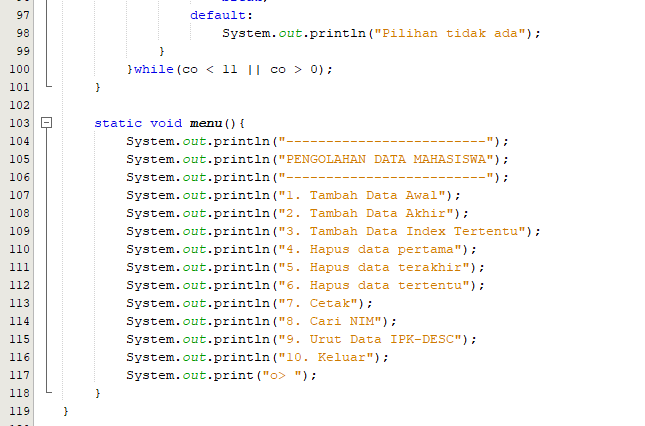 97 default:
98 System.out.println("Pilihan tidak ada");
99 }
100 }while(co < 11 || co > 0);
101 }
102
103 static void menu(){
104 System.out.println("-------------------------");
105 System.out.println("PENGOLAHAN DATA MAHASISWA");
106 System.out.println("-------------------------");
107 System.out.println("1. Tambah Data Awal");
108 System.out.println("2. Tambah Data Akhir");
109 System.out.println("3. Tambah Data Index Tertentu");
110 System.out.println("4. Hapus data pertama");
111 System.out.println("5. Hapus data terakhir");
112 System.out.println("6. Hapus data tertentu");
113 System.out.println("7. Cetak");
114 System.out.println("8. Cari NIM");
115 System.out.println("9. Urut Data IPK-DESC");
116 System.out.println("10. Keluar");
117 System.out.print("o> ");
118 }
119 }